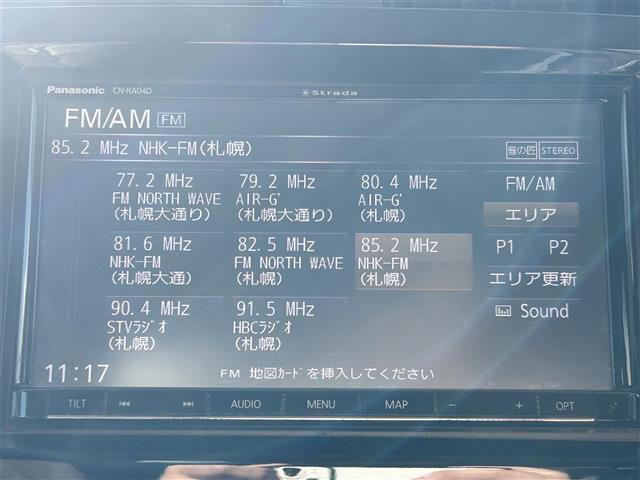 Panasonic CN-RA04D Strada
FM/AM FM
85.2 MHz NHK-FM(札幌) 音の匠 STEREO
77.2 MHz 79.2 MHz 80.4 MHz FM/AM
FM NORTH WAVE AIR-G' AIR-G'
(札幌大通り) (札幌大通り) (札幌) エリア
81.6 MHz 82.5 MHz 85.2 MHz P1 P2
NHK-FM FM NORTH WAVE NHK-FM
(札幌大通) (札幌) (札幌) エリア更新
90.4 MHz 91.5 MHz Sound
STVラジオ HBCラジオ
(札幌) (札幌)
11:17 FM 地図カードを挿入してください
TILT AUDIO MENU MAP − + OPT